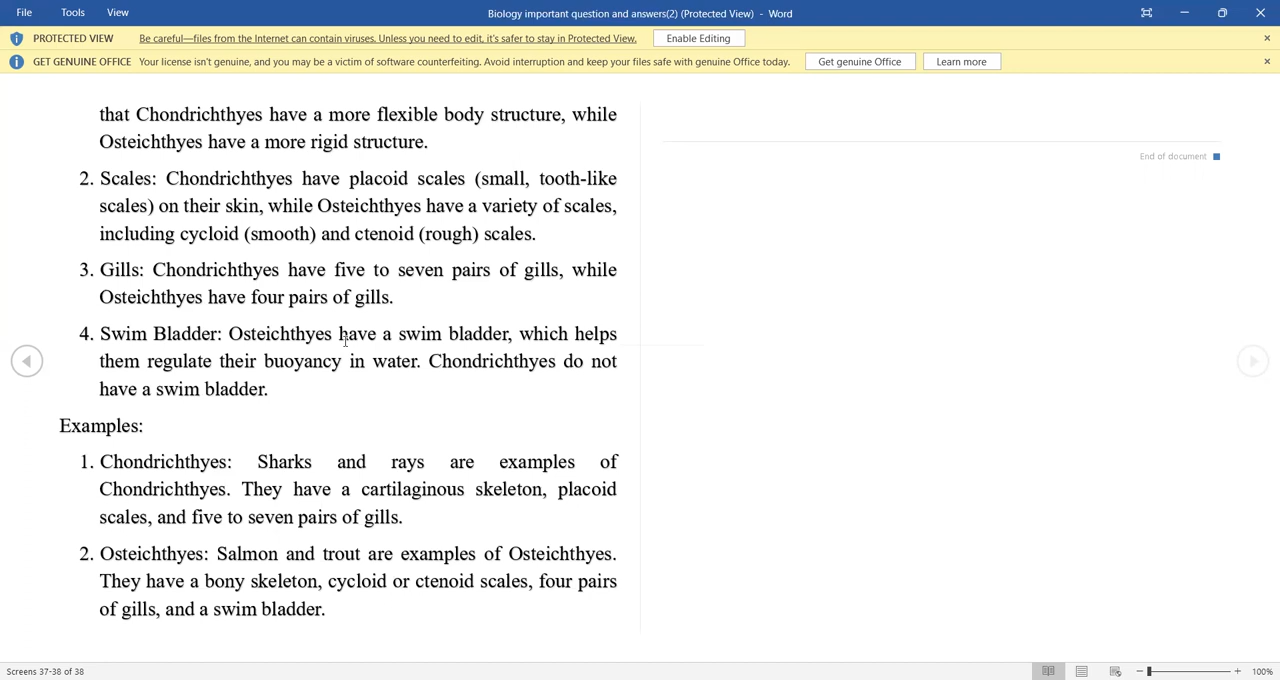 File Tools View Biology important question and answers(2) (Protected View) - Word
PROTECTED VIEW Be careful—files from the Internet can contain viruses. Unless you need to edit, it's safer to stay in Protected View. Enable Editing
GET GENUINE OFFICE Your license isn't genuine, and you may be a victim of software counterfeiting. Avoid interruption and keep your files safe with genuine Office today. Get genuine Office Learn more
that Chondrichthyes have a more flexible body structure, while
Osteichthyes have a more rigid structure.
2. Scales: Chondrichthyes have placoid scales (small, tooth-like
scales) on their skin, while Osteichthyes have a variety of scales,
including cycloid (smooth) and ctenoid (rough) scales.
3. Gills: Chondrichthyes have five to seven pairs of gills, while
Osteichthyes have four pairs of gills.
4. Swim Bladder: Osteichthyes have a swim bladder, which helps
them regulate their buoyancy in water. Chondrichthyes do not
have a swim bladder.
Examples:
1. Chondrichthyes: Sharks and rays are examples of
Chondrichthyes. They have a cartilaginous skeleton, placoid
scales, and five to seven pairs of gills.
2. Osteichthyes: Salmon and trout are examples of Osteichthyes.
They have a bony skeleton, cycloid or ctenoid scales, four pairs
of gills, and a swim bladder.
End of document
Screens 37-38 of 38
100%